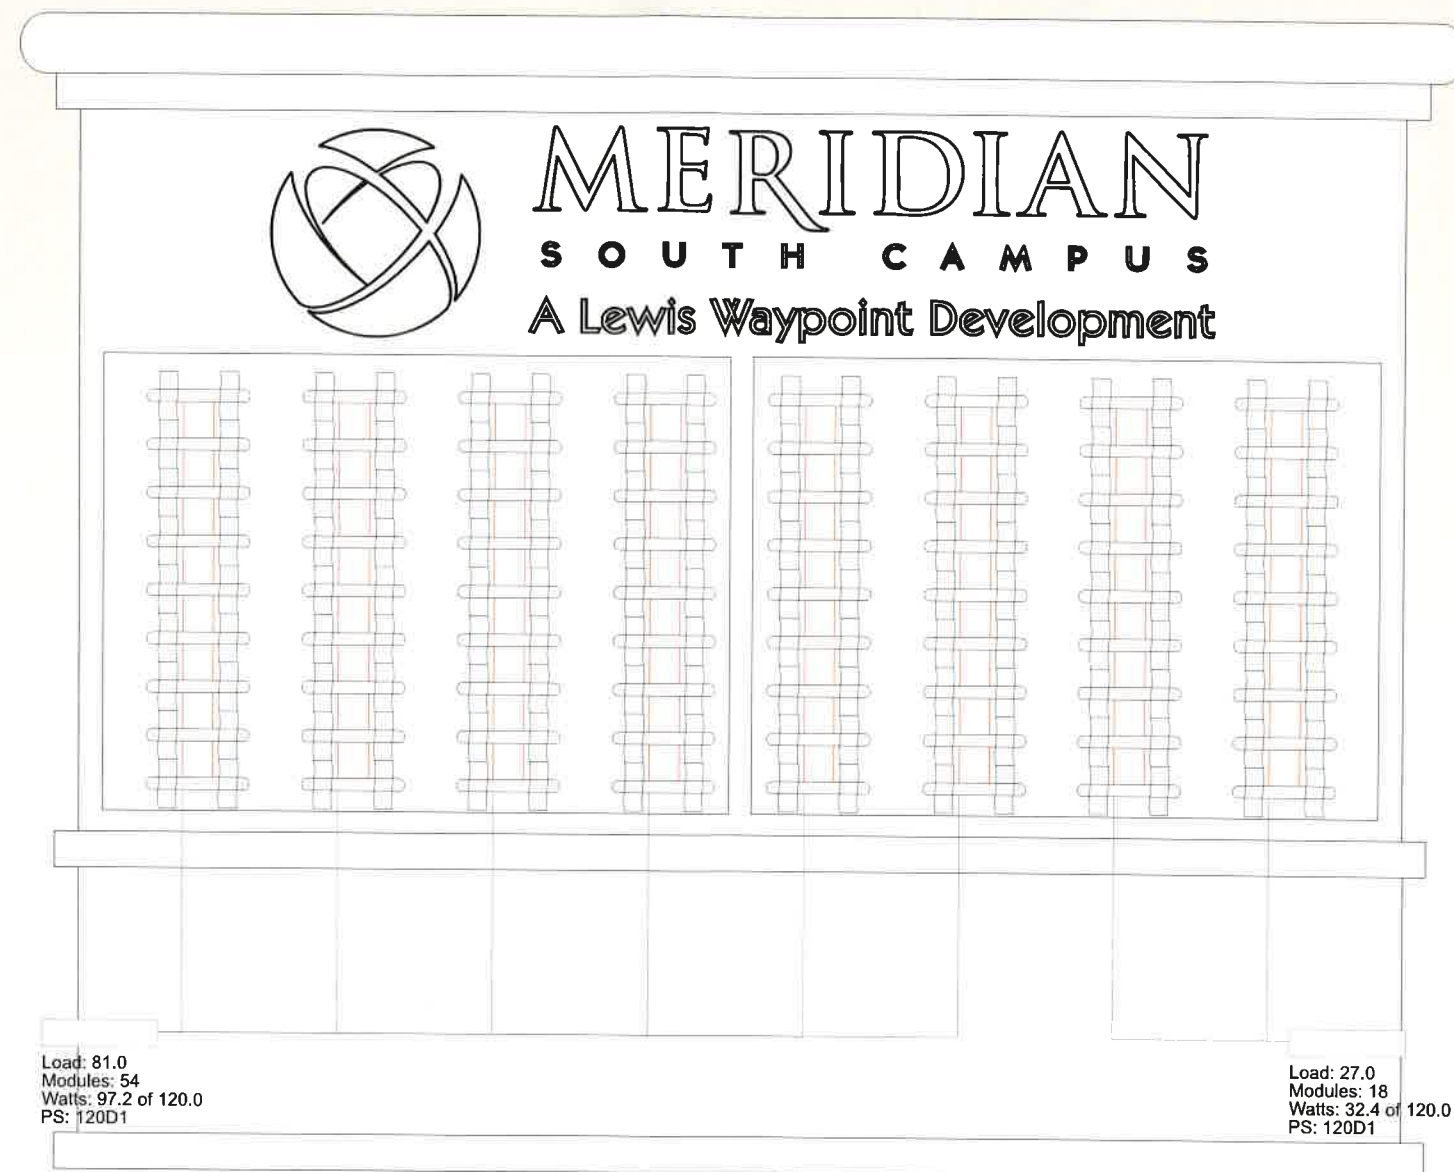 MERIDIAN
SOUTH CAMPUS
A Lewis Waypoint Development
Load: 81.0
Modules: 54
Watts: 97.2 of 120.0
PS: 120D1
Load: 27.0
Modules: 18
Watts: 32.4 of 120.0
PS: 120D1